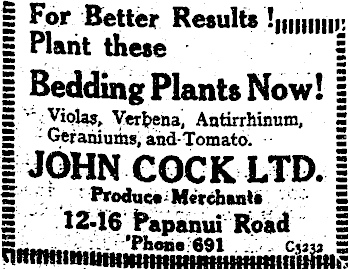 For Better Results !
Plant these
Bedding Plants Now!
Violas, Verbena, Antirrhinum,
Geraniums, and Tomato.
JOHN COCK LTD.
Produce Merchants
12-16 Papanui Road
'Phone 691 C3232